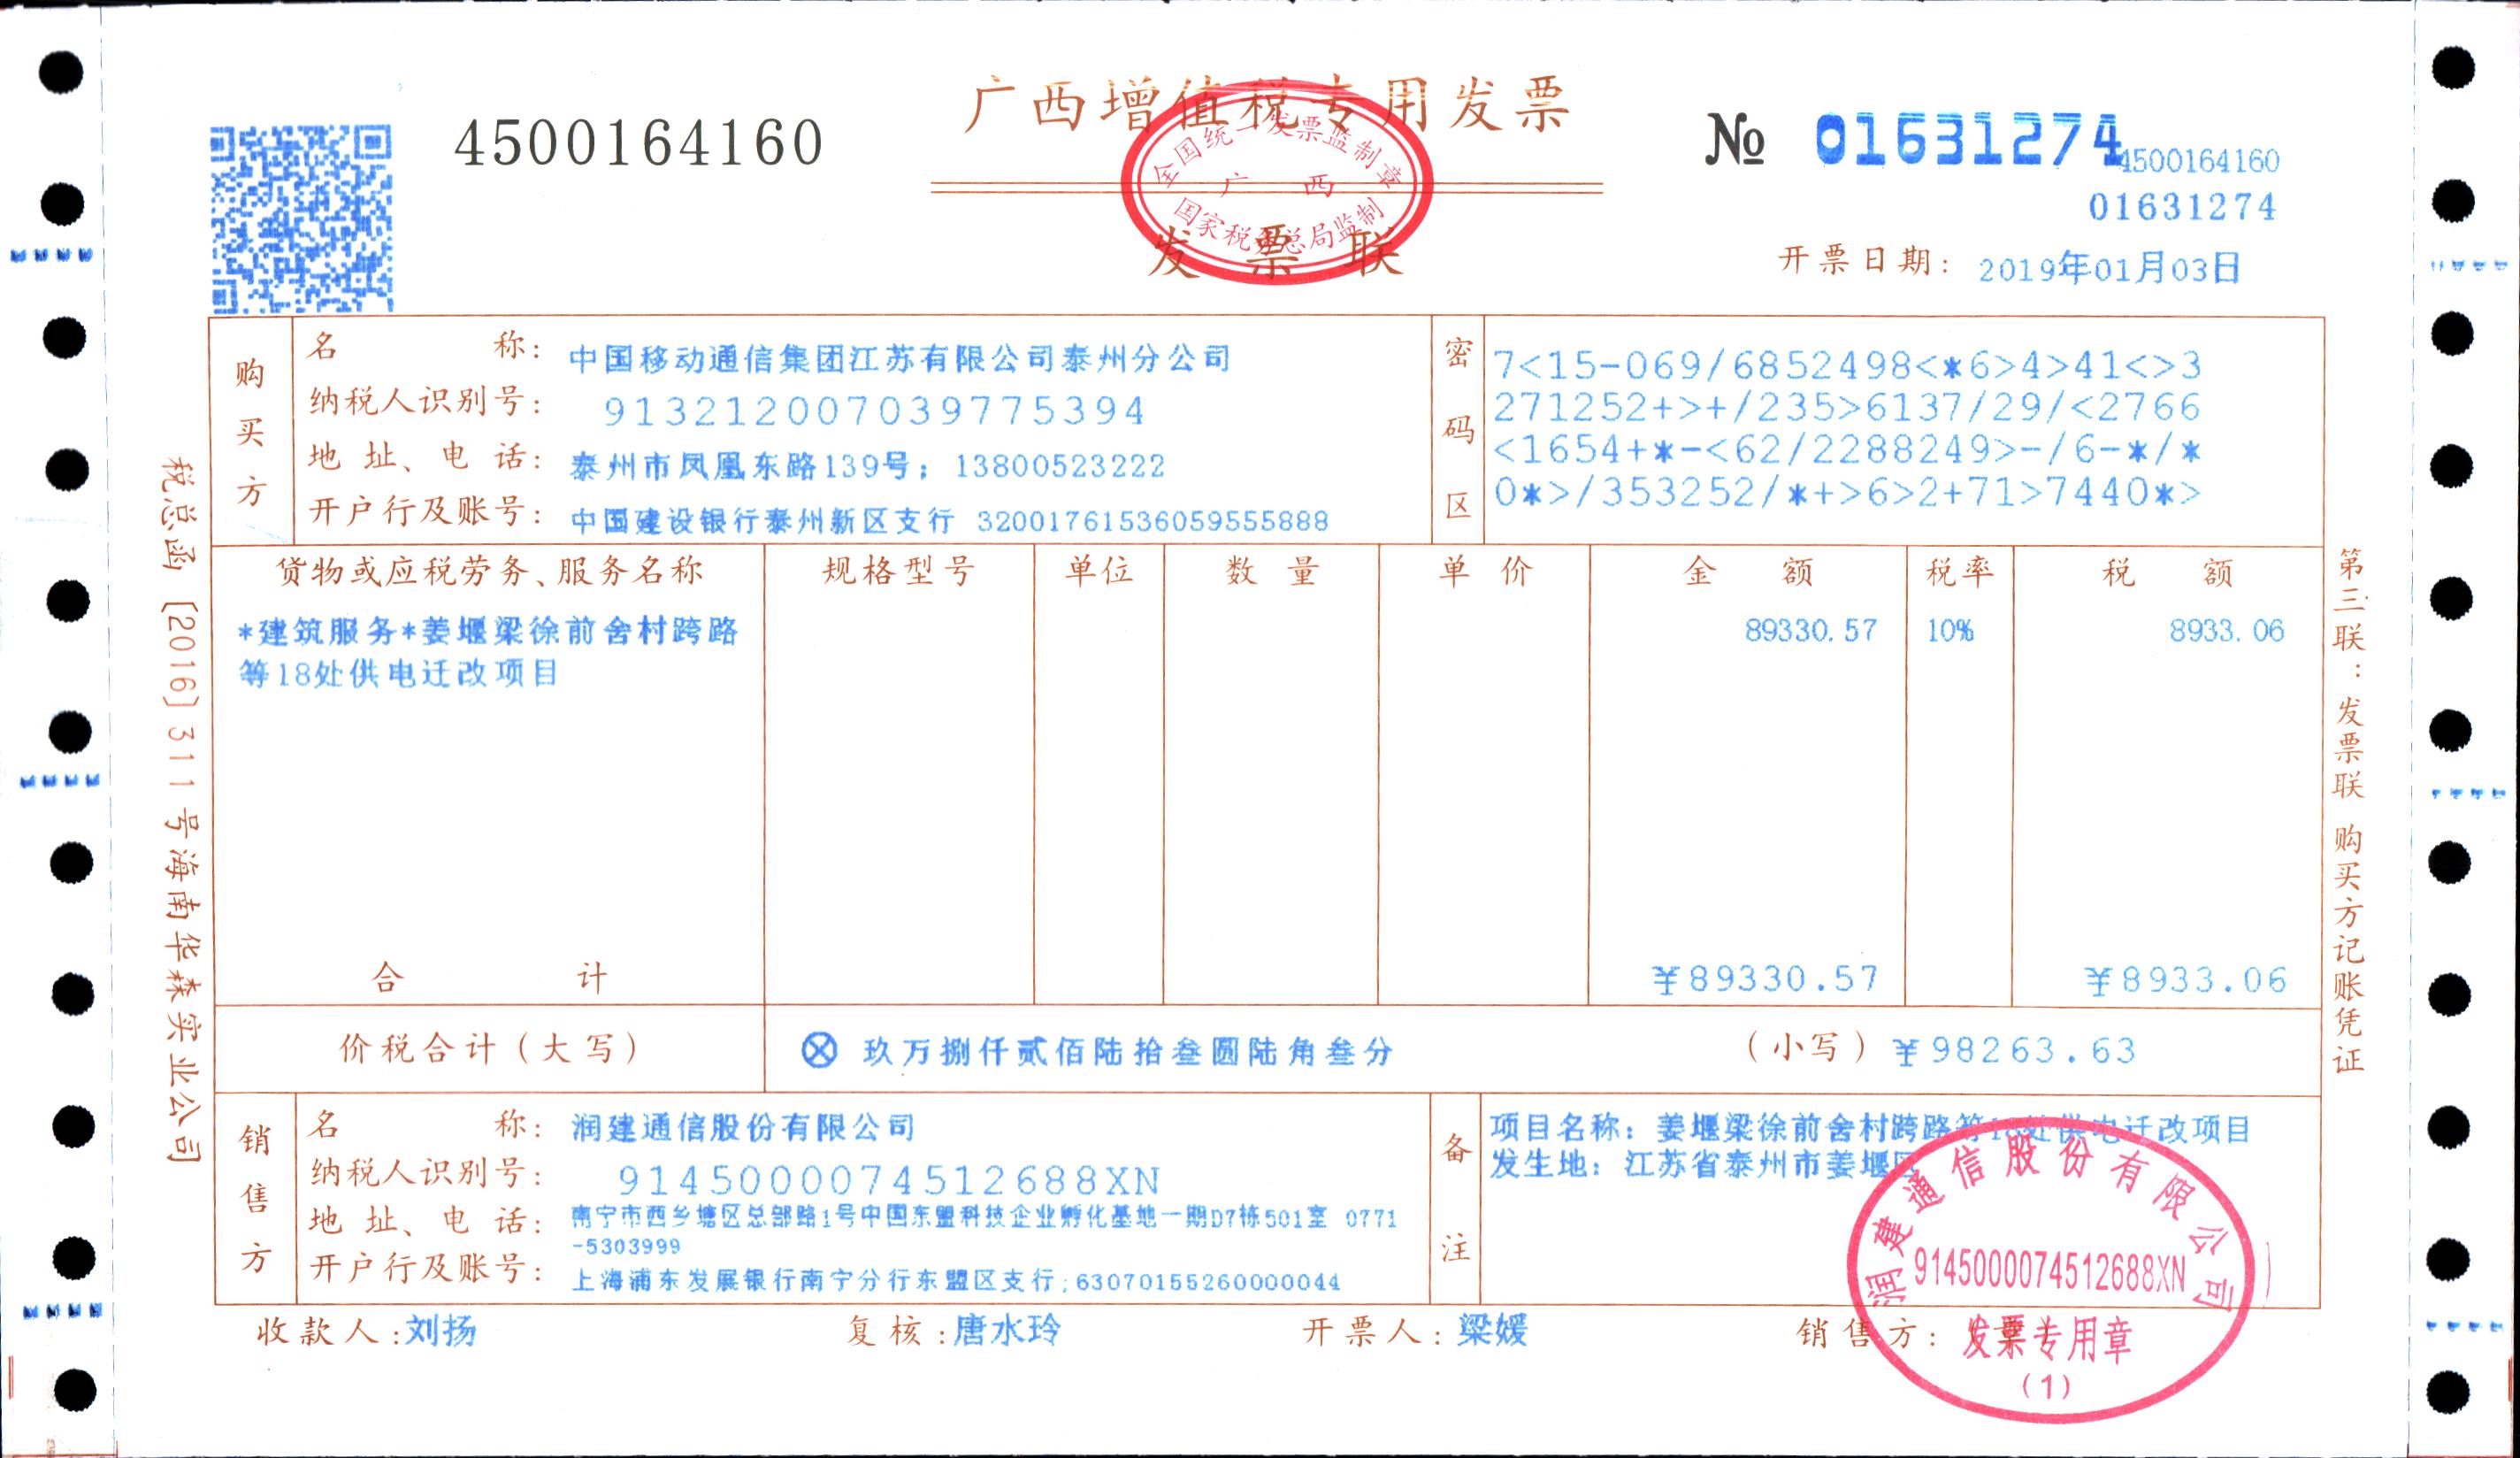 广西增值税专用发票
4500164160
№ 01631274
4500164160
01631274
全国统一发票监制章
广 西
国家税务总局监制
发票联
开票日期: 2019年01月03日
购买方
名称: 中国移动通信集团江苏有限公司泰州分公司
纳税人识别号: 913212007039775394
地址、电话: 泰州市凤凰东路139号; 13800523222
开户行及账号: 中国建设银行泰州新区支行 32001761536059555888
密码区
7<15-069/6852498<*6>4>41<>3
271252+>+/235>6137/29/<2766
<1654+*-<62/2288249>-/6-*/*
0*>/353252/*+>6>2+71>7440*>
货物或应税劳务、服务名称 规格型号 单位 数量 单价 金额 税率 税额
*建筑服务*姜堰梁徐前舍村跨路 89330.57 10% 8933.06
等18处供电迁改项目
合计 ¥89330.57 ¥8933.06
价税合计(大写) ⊗ 玖万捌仟贰佰陆拾叁圆陆角叁分 (小写) ¥98263.63
销售方
名称: 润建通信股份有限公司
纳税人识别号: 9145000074512688XN
地址、电话: 南宁市西乡塘区总部路1号中国东盟科技企业孵化基地一期D7栋501室 0771
-5303999
开户行及账号: 上海浦东发展银行南宁分行东盟区支行;63070155260000044
备注
项目名称: 姜堰梁徐前舍村跨路等18处供电迁改项目
发生地: 江苏省泰州市姜堰区
润建通信股份有限公司
9145000074512688XN
发票专用章
(1)
收款人:刘扬 复核:唐水玲 开票人: 梁媛 销售方: (章)
税总函〔2016〕311号海南华森实业公司
第三联:发票联 购买方记账凭证